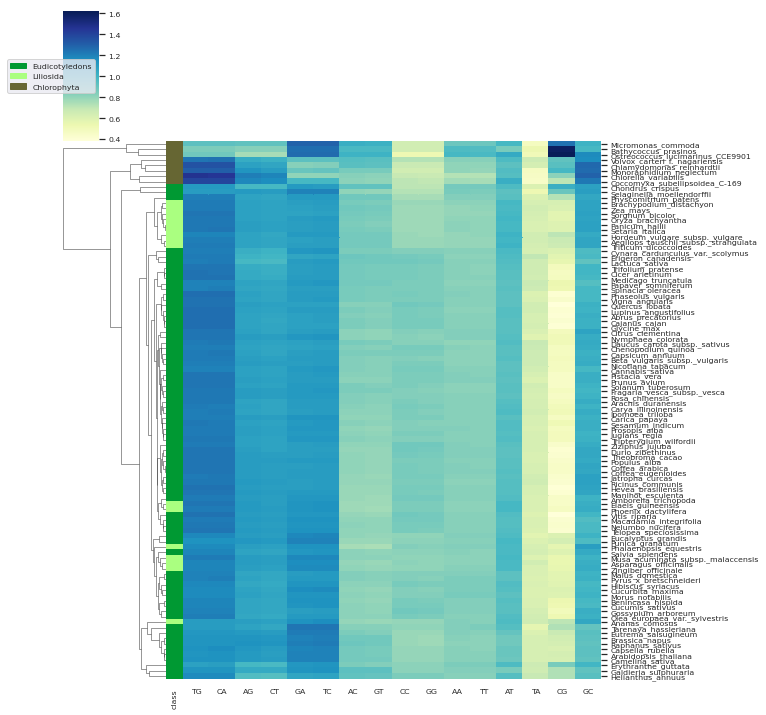 1.6
1.4
1.2
1.0
0.8
0.6
0.4
Eudicotyledons
Liliosida
Chlorophyta
Micromonas_commoda
Bathycoccus_prasinos
Ostreococcus_lucimarinus_CCE9901
Volvox_carteri_f._nagariensis
Chlamydomonas_reinhardtii
Monoraphidium_neglectum
Chlorella_variabilis
Coccomyxa_subellipsoidea_C-169
Chondrus_crispus
Selaginella_moellendorffii
Physcomitrium_patens
Brachypodium_distachyon
Zea_mays
Sorghum_bicolor
Oryza_brachyantha
Panicum_hallii
Setaria_italica
Hordeum_vulgare_subsp._vulgare
Aegilops_tauschii_subsp._strangulata
Triticum_dicoccoides
Cynara_cardunculus_var._scolymus
Erigeron_canadensis
Lactuca_sativa
Trifolium_pratense
Cicer_arietinum
Medicago_truncatula
Papaver_somniferum
Spinacia_oleracea
Phaseolus_vulgaris
Vigna_angularis
Quercus_lobata
Lupinus_angustifolius
Abrus_precatorius
Cajanus_cajan
Glycine_max
Citrus_clementina
Nymphaea_colorata
Daucus_carota_subsp._sativus
Chenopodium_quinoa
Capsicum_annuum
Beta_vulgaris_subsp._vulgaris
Nicotiana_tabacum
Cannabis_sativa
Pistacia_vera
Prunus_avium
Solanum_tuberosum
Fragaria_vesca_subsp._vesca
Rosa_chinensis
Arachis_duranensis
Carya_illinoinensis
Ipomoea_triloba
Carica_papaya
Sesamum_indicum
Prosopis_alba
Juglans_regia
Tripterygium_wilfordii
Ziziphus_jujuba
Durio_zibethinus
Theobroma_cacao
Populus_alba
Coffea_arabica
Coffea_eugenioides
Jatropha_curcas
Ricinus_communis
Hevea_brasiliensis
Manihot_esculenta
Amborella_trichopoda
Elaeis_guineensis
Phoenix_dactylifera
Vitis_riparia
Macadamia_integrifolia
Nelumbo_nucifera
Telopea_speciosissima
Eucalyptus_grandis
Punica_granatum
Phalaenopsis_equestris
Salvia_splendens
Musa_acuminata_subsp._malaccensis
Asparagus_officinalis
Zingiber_officinale
Malus_domestica
Pyrus_x_bretschneideri
Hibiscus_syriacus
Cucurbita_maxima
Morus_notabilis
Benincasa_hispida
Cucumis_sativus
Gossypium_arboreum
Olea_europaea_var._sylvestris
Ananas_comosus
Tarenaya_hassleriana
Eutrema_salsugineum
Brassica_napus
Raphanus_sativus
Capsella_rubella
Arabidopsis_thaliana
Camelina_sativa
Erythranthe_guttata
Galdieria_sulphuraria
Helianthus_annuus
class TG CA AG CT GA TC AC GT CC GG AA TT AT TA CG GC